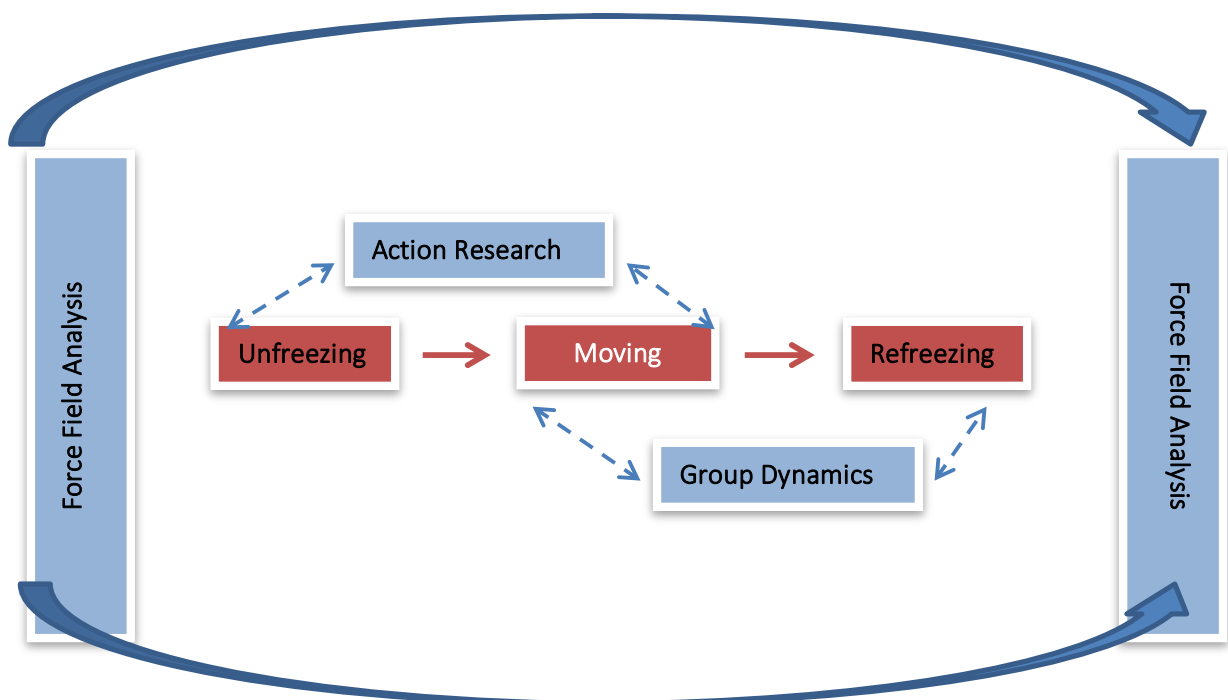 Force Field Analysis
Action Research
Unfreezing
Moving
Refreezing
Group Dynamics
Force Field Analysis